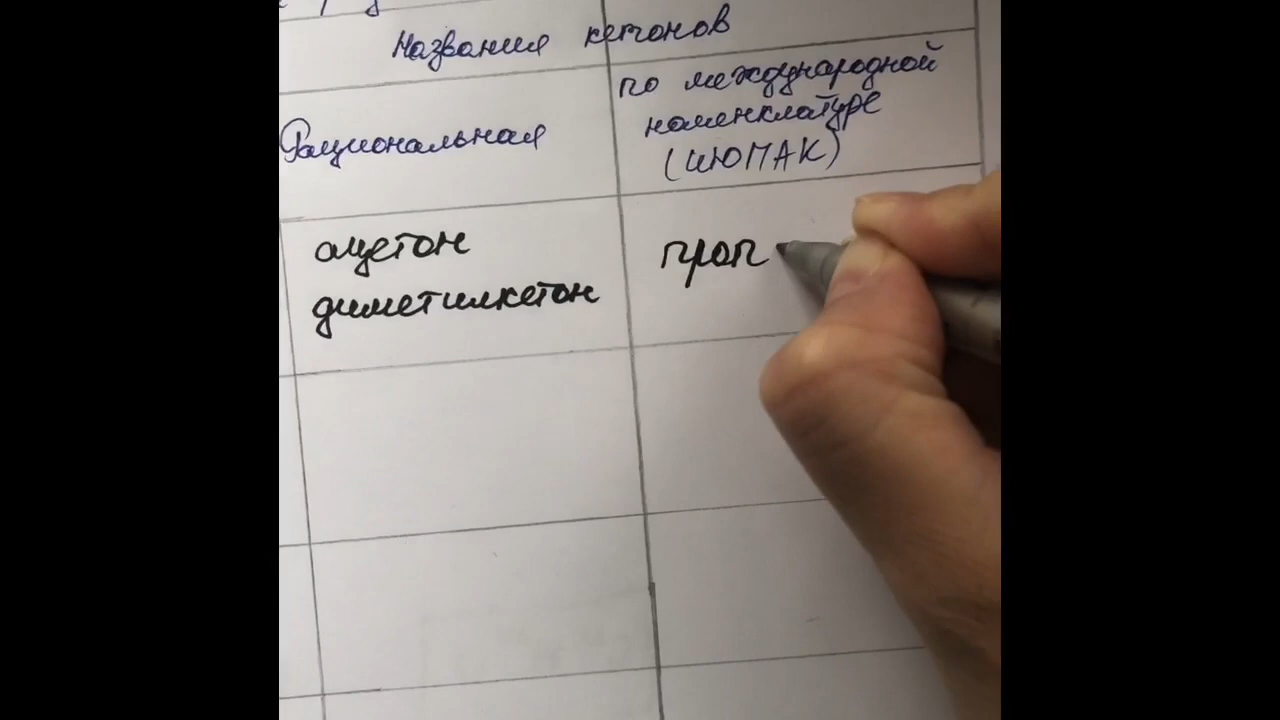 Названия кетонов
Рациональная
по международной
номенклатуре
(ИЮПАК)
ацетон
диметилкетон
проп